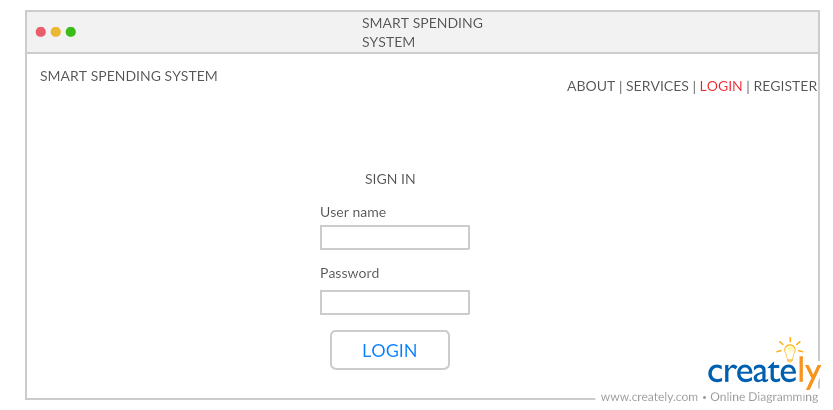 SMART SPENDING
SYSTEM
SMART SPENDING SYSTEM
ABOUT | SERVICES | LOGIN | REGISTER
SIGN IN
User name
Password
LOGIN
creately
www.creately.com • Online Diagramming